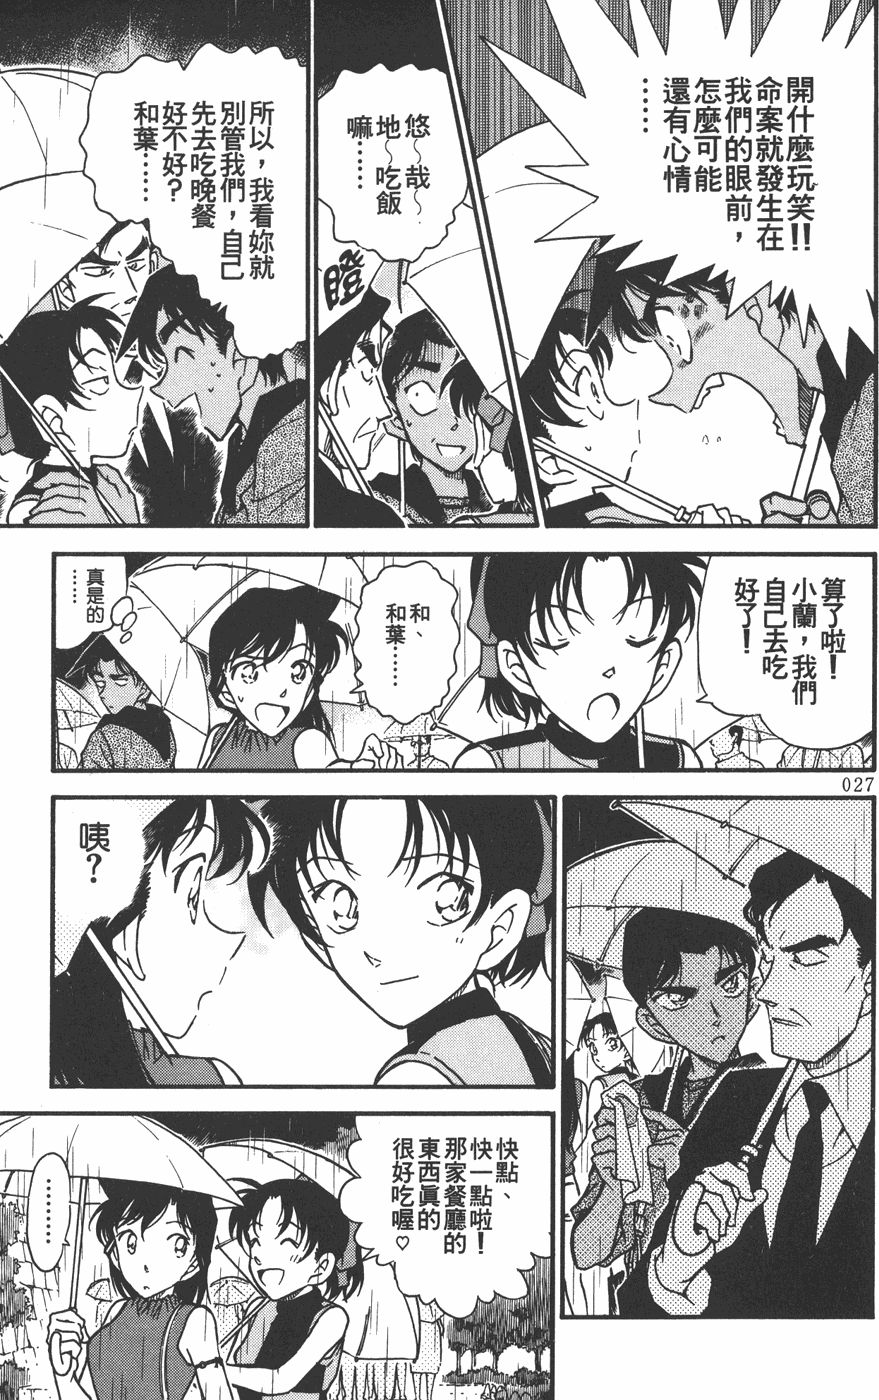 開什麼玩笑!!
命案就發生在
我們的眼前，
怎麼可能
還有心情
……
悠～哉～
地～吃飯
嘛……
瞪
所以，我看妳就
別管我們，自己
先去吃晚餐
好不好？
和葉……
算了啦！
小蘭，我們
自己去吃
好了！
和、
和葉……
真是的
……
027
咦？
快點、
快一點啦！
那家餐廳的
東西真的
很好吃喔♡
………